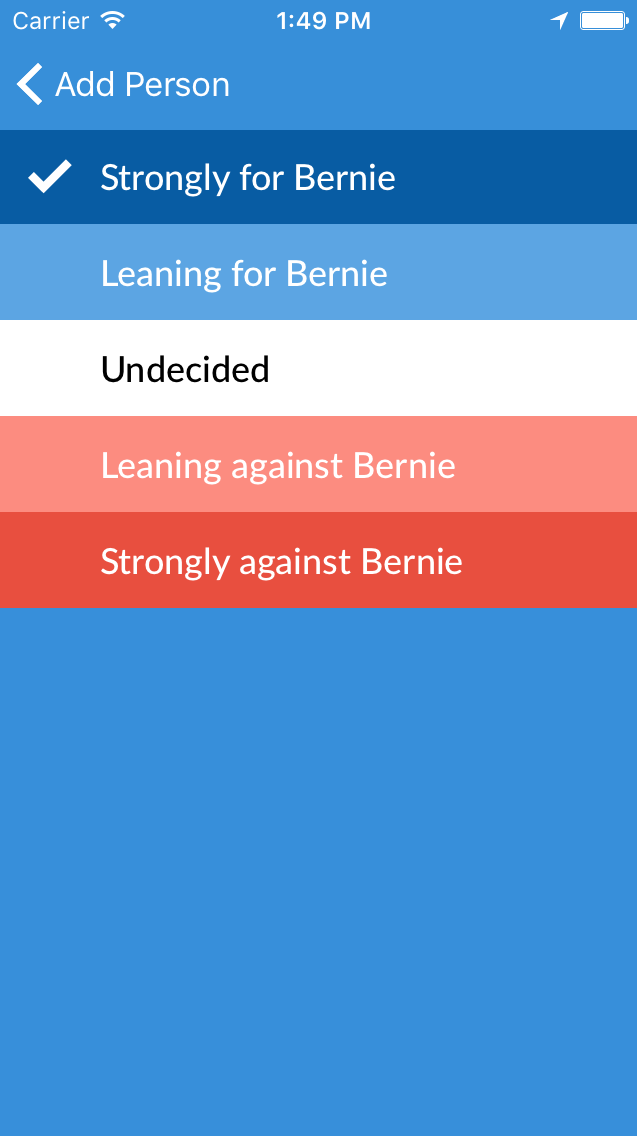 Carrier 1:49 PM
Add Person
Strongly for Bernie
Leaning for Bernie
Undecided
Leaning against Bernie
Strongly against Bernie